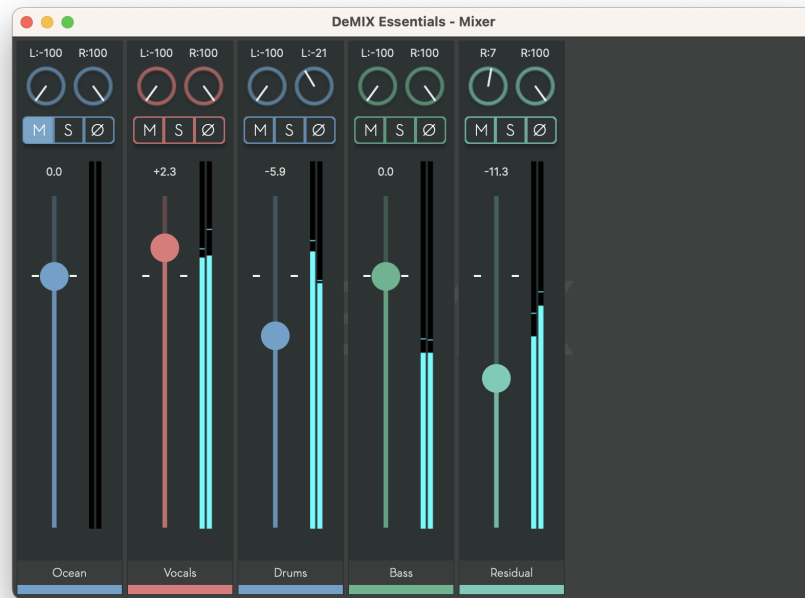 DeMIX Essentials - Mixer
L:-100 R:100 L:-100 R:100 L:-100 L:-21 L:-100 R:100 R:7 R:100
M S Ø M S Ø M S Ø M S Ø M S Ø
0.0 +2.3 -5.9 0.0 -11.3
Ocean Vocals Drums Bass Residual